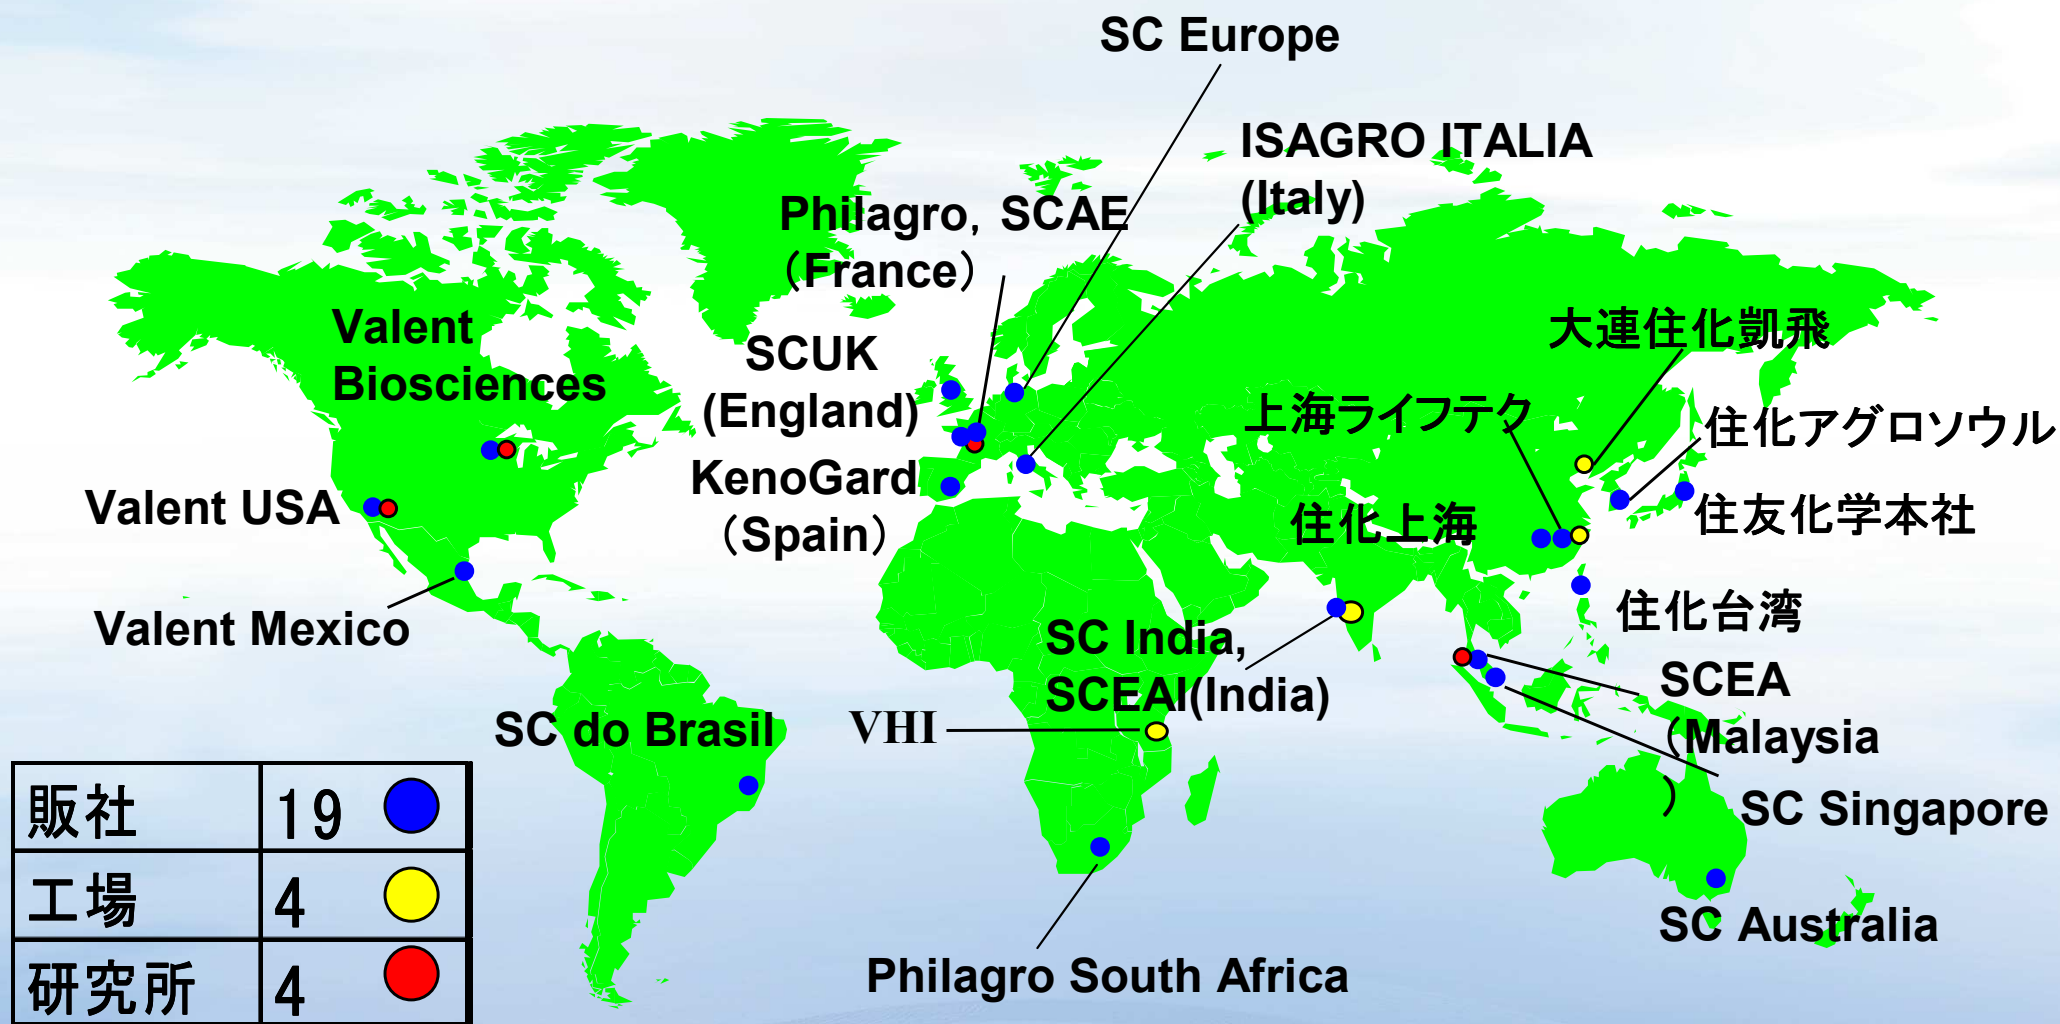 SC Europe
ISAGRO ITALIA
(Italy)
Philagro, SCAE
（France）
Valent
Biosciences
SCUK
(England)
大連住化凱飛
上海ライフテク
住化アグロソウル
KenoGard
（Spain）
Valent USA
住化上海
住友化学本社
Valent Mexico
住化台湾
SC India,
SCEAI(India)
SCEA
（Malaysia
）
SC do Brasil
VHI
SC Singapore
SC Australia
Philagro South Africa
販社 19
工場 4
研究所 4